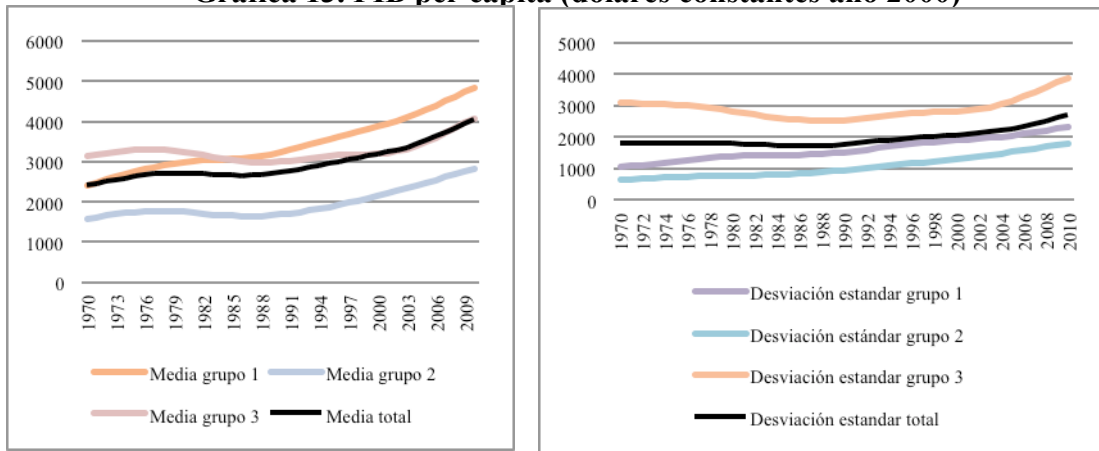 per cápita (dólares constantes año 2000)
6000
5000
4000
3000
2000
1000
0
1970 1973 1976 1979 1982 1985 1988 1991 1994 1997 2000 2003 2006 2009
Media grupo 1 Media grupo 2
Media grupo 3 Media total
5000
4000
3000
2000
1000
0
1970 1972 1974 1976 1978 1980 1982 1984 1986 1988 1990 1992 1994 1996 1998 2000 2002 2004 2006 2008 2010
Desviación estandar grupo 1
Desviación estándar grupo 2
Desviación estandar grupo 3
Desviación estandar total